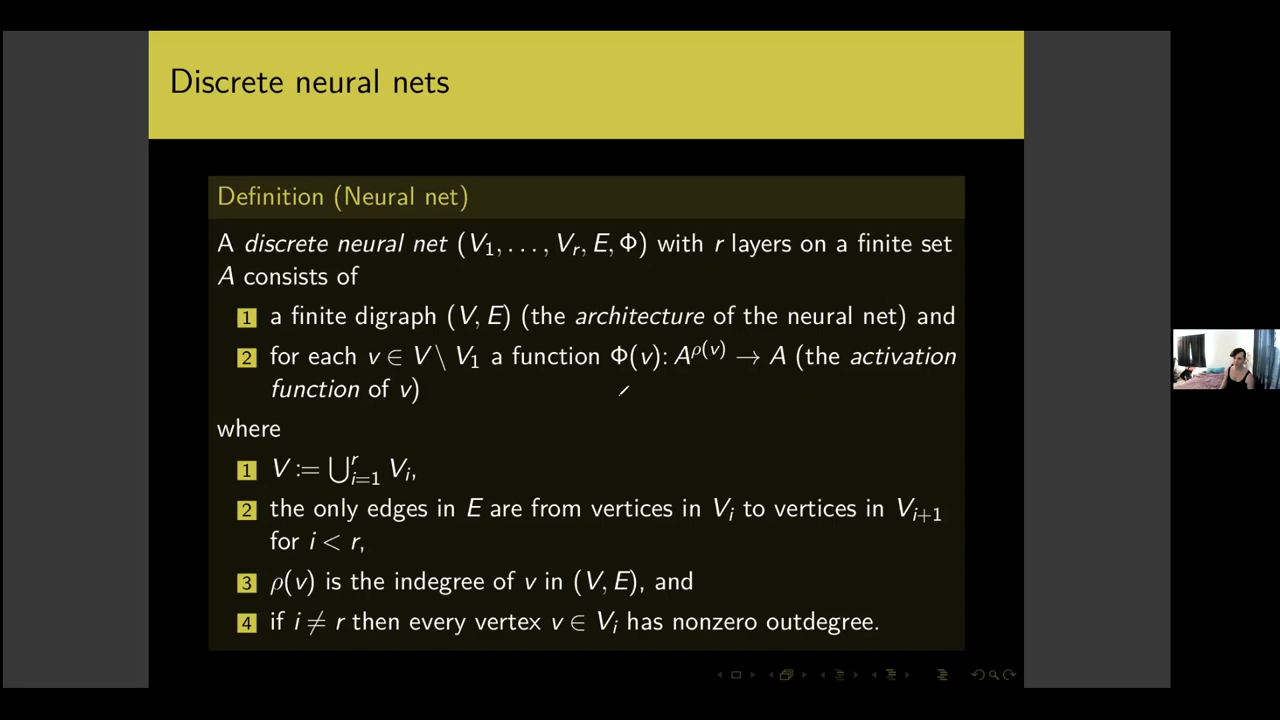 Discrete neural nets
Definition (Neural net)
A discrete neural net (V₁, . . . , Vᵣ, E, Φ) with r layers on a finite set
A consists of
1 a finite digraph (V, E) (the architecture of the neural net) and
2 for each v ∈ V \ V₁ a function Φ(v): A^ρ(v) → A (the activation
function of v)
where
1 V := ⋃ᵢ₌₁ʳ Vᵢ,
2 the only edges in E are from vertices in Vᵢ to vertices in Vᵢ₊₁
for i < r,
3 ρ(v) is the indegree of v in (V, E), and
4 if i ≠ r then every vertex v ∈ Vᵢ has nonzero outdegree.